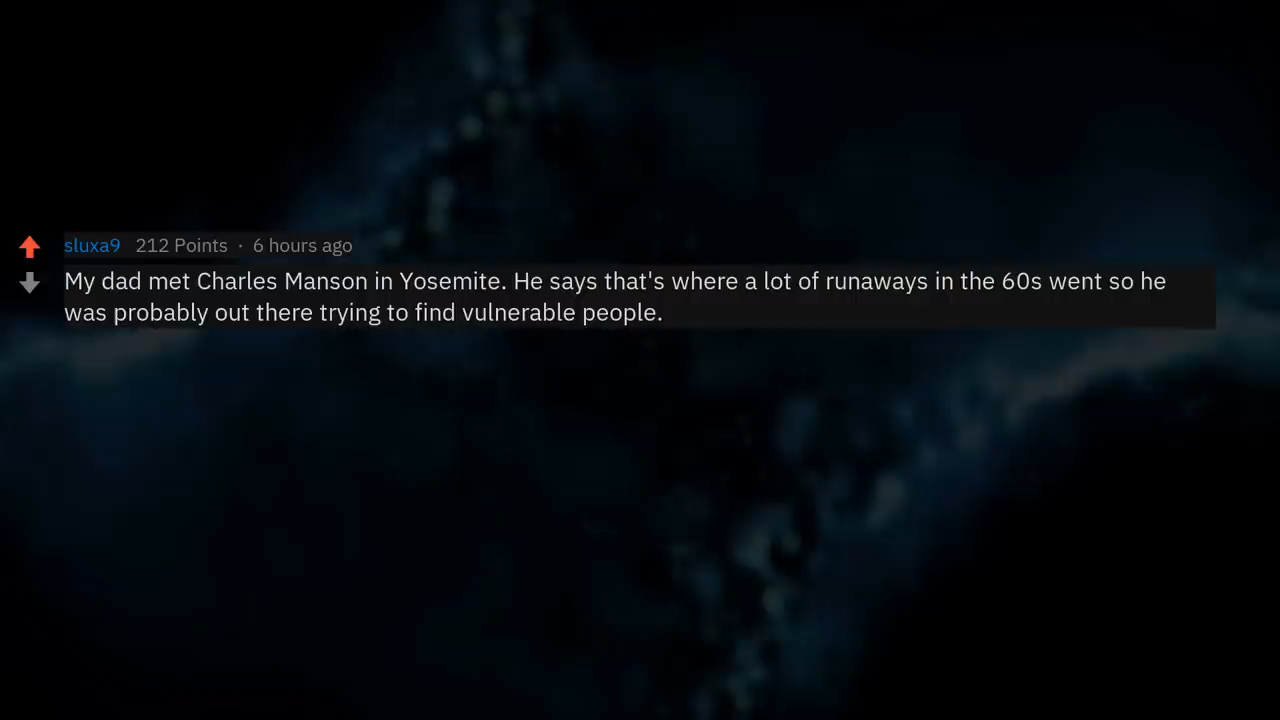 sluxa9 212 Points · 6 hours ago
My dad met Charles Manson in Yosemite. He says that's where a lot of runaways in the 60s went so he
was probably out there trying to find vulnerable people.